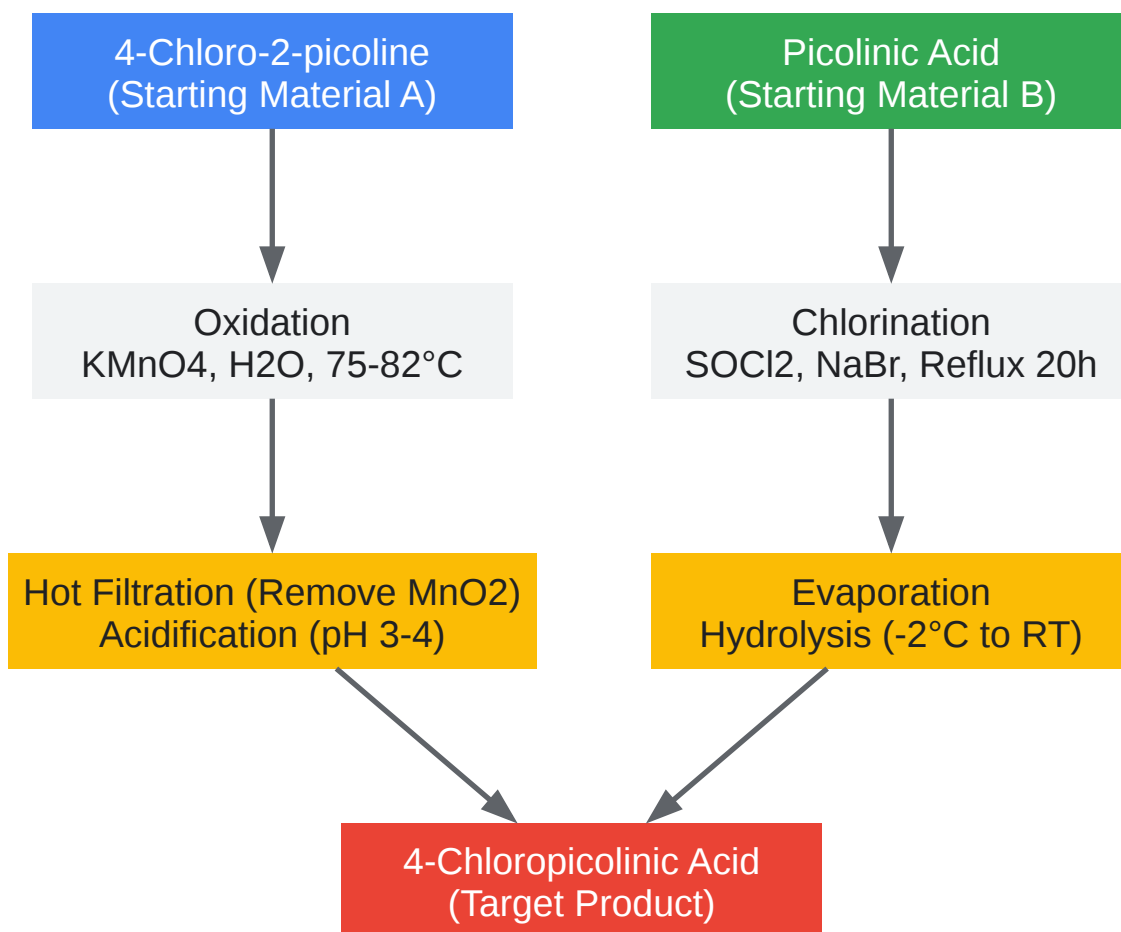 4-Chloro-2-picoline
(Starting Material A)
Picolinic Acid
(Starting Material B)
Oxidation
KMnO4, H2O, 75-82°C
Chlorination
SOCl2, NaBr, Reflux 20h
Hot Filtration (Remove MnO2)
Acidification (pH 3-4)
Evaporation
Hydrolysis (-2°C to RT)
4-Chloropicolinic Acid
(Target Product)